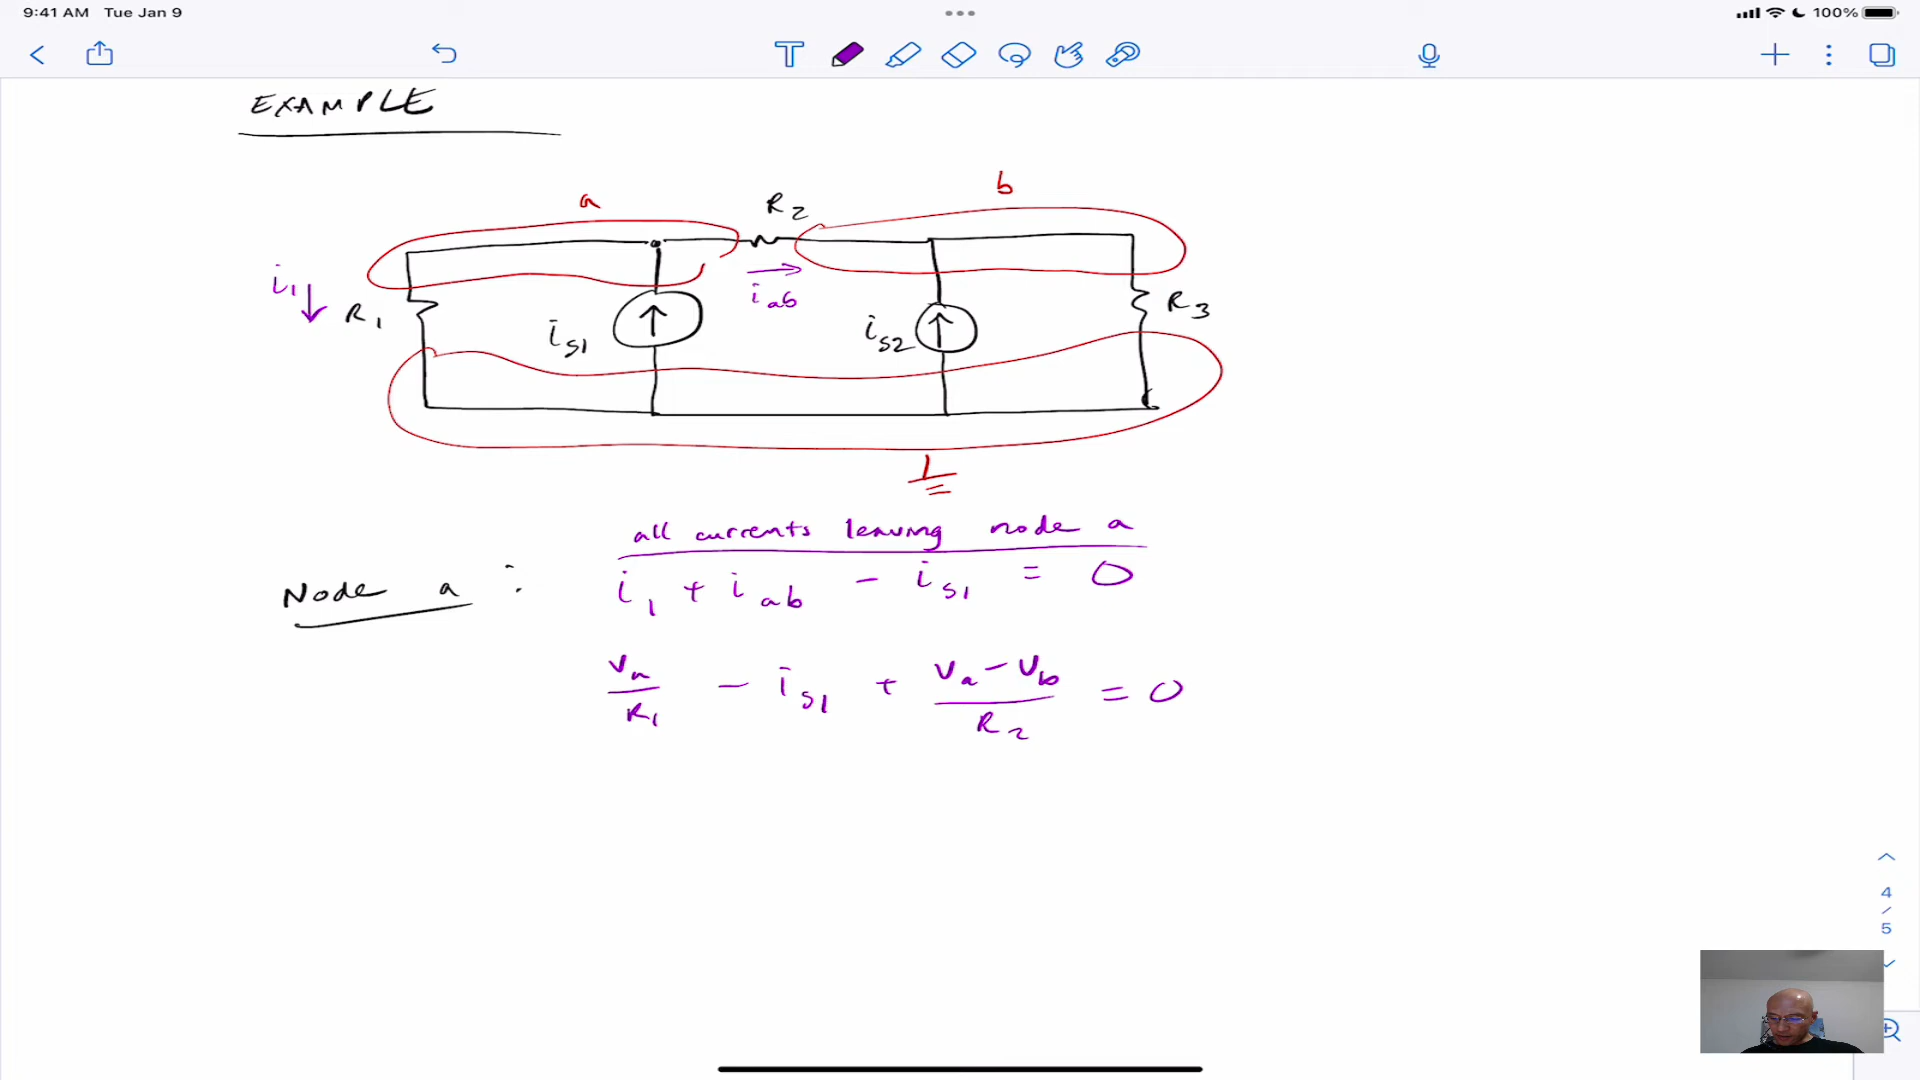 9:41 AM Tue Jan 9
100%
EXAMPLE
a
R2
b
i1
R1
is1
iab
is2
R3
all currents leaving node a
Node a :
i1 + iab - is1 = 0
va/R1 - is1 + va-vb/R2 = 0
4
/
5